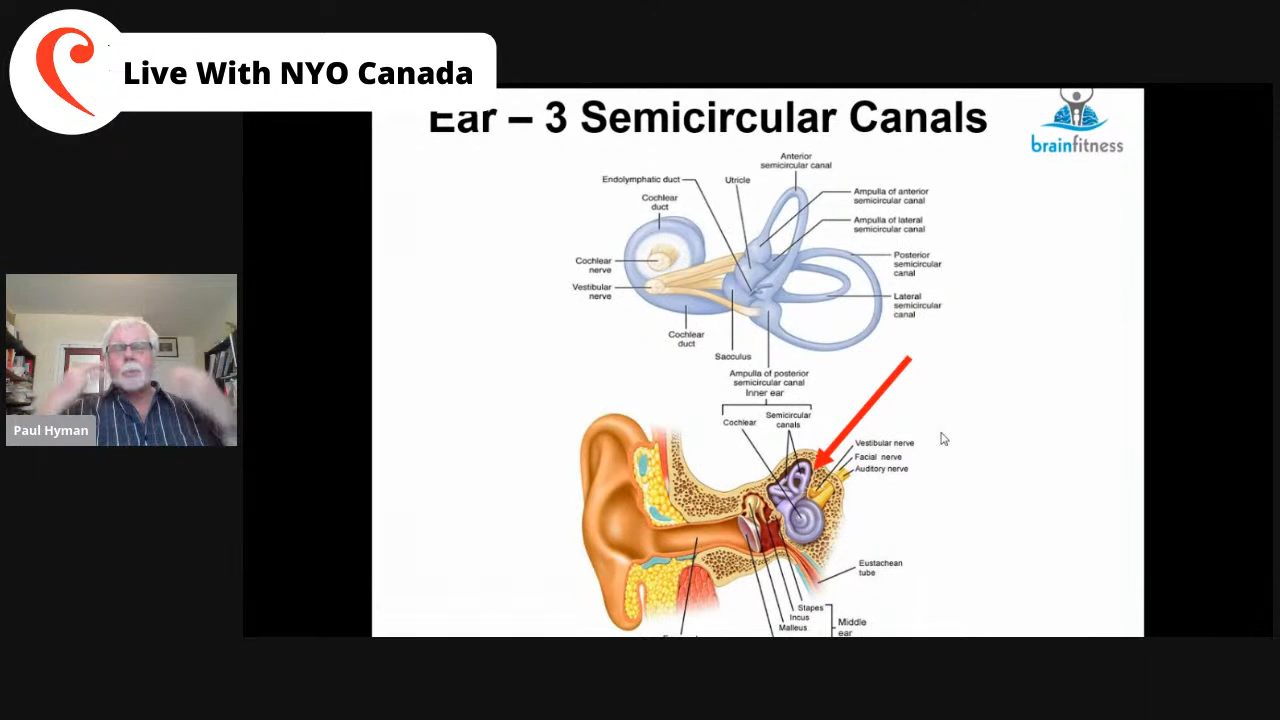 Live With NYO Canada
Ear – 3 Semicircular Canals
brainfitness
Anterior
semicircular canal
Endolymphatic duct
Utricle
Cochlear
duct
Ampulla of anterior
semicircular canal
Ampulla of lateral
semicircular canal
Cochlear
nerve
Posterior
semicircular
canal
Vestibular
nerve
Lateral
semicircular
canal
Cochlear
duct
Sacculus
Ampulla of posterior
semicircular canal
Inner ear
Cochlear
Semicircular
canals
Vestibular nerve
Facial nerve
Auditory nerve
Paul Hyman
Eustachean
tube
Stapes
Incus
Malleus
Middle
ear